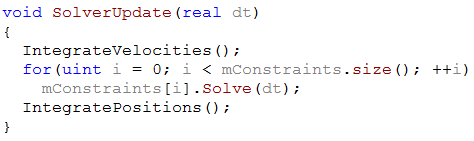 void SolverUpdate(real dt)
{
  IntegrateVelocities();
  for(uint i = 0; i < mConstraints.size(); ++i)
    mConstraints[i].Solve(dt);
  IntegratePositions();
}